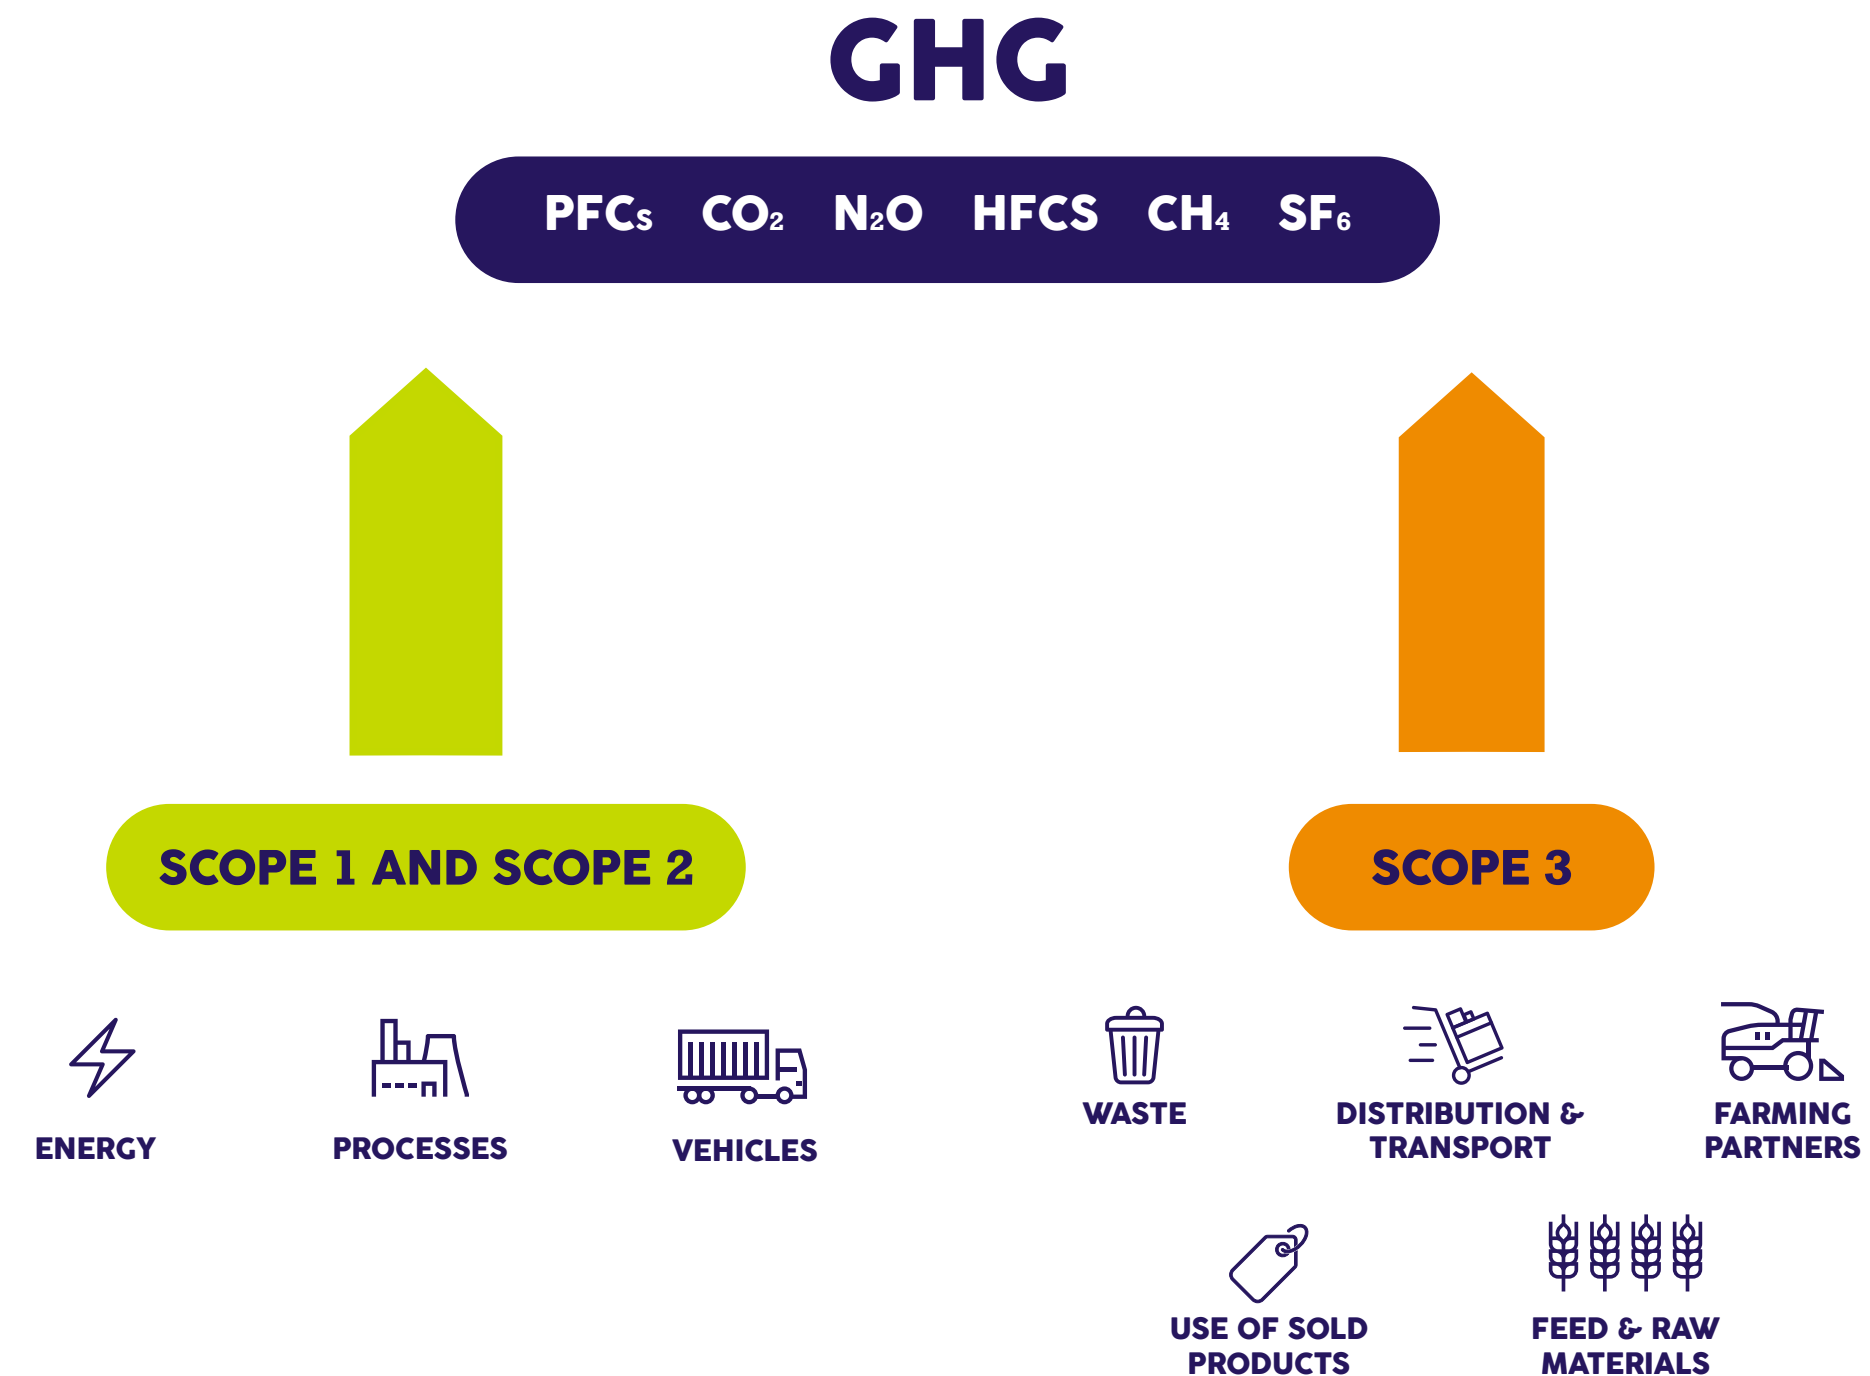 GHG
PFCs CO₂ N₂O HFCS CH₄ SF₆
SCOPE 1 AND SCOPE 2
SCOPE 3
ENERGY
PROCESSES
VEHICLES
WASTE
DISTRIBUTION &
TRANSPORT
FARMING
PARTNERS
USE OF SOLD
PRODUCTS
FEED & RAW
MATERIALS